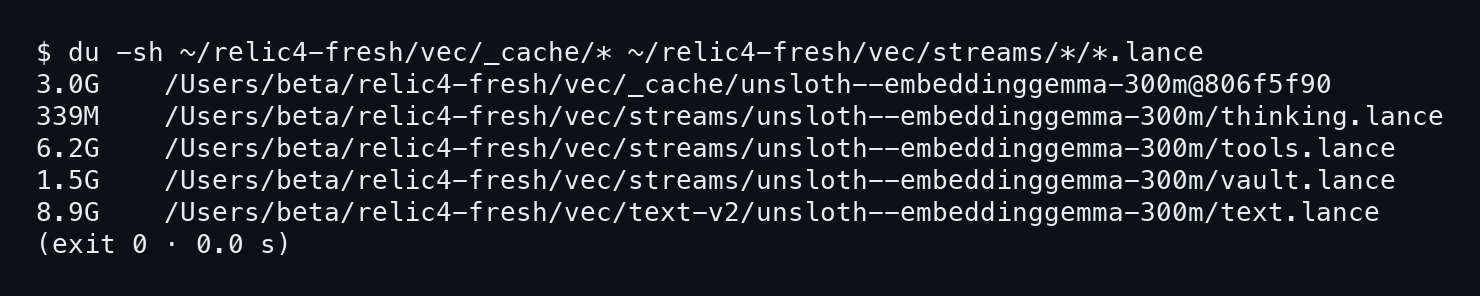 $ du -sh ~/relic4-fresh/vec/_cache/* ~/relic4-fresh/vec/streams/*/*.lance
3.0G    /Users/beta/relic4-fresh/vec/_cache/unsloth--embeddinggemma-300m@806f5f90
339M    /Users/beta/relic4-fresh/vec/streams/unsloth--embeddinggemma-300m/thinking.lance
6.2G    /Users/beta/relic4-fresh/vec/streams/unsloth--embeddinggemma-300m/tools.lance
1.5G    /Users/beta/relic4-fresh/vec/streams/unsloth--embeddinggemma-300m/vault.lance
8.9G    /Users/beta/relic4-fresh/vec/text-v2/unsloth--embeddinggemma-300m/text.lance
(exit 0 · 0.0 s)